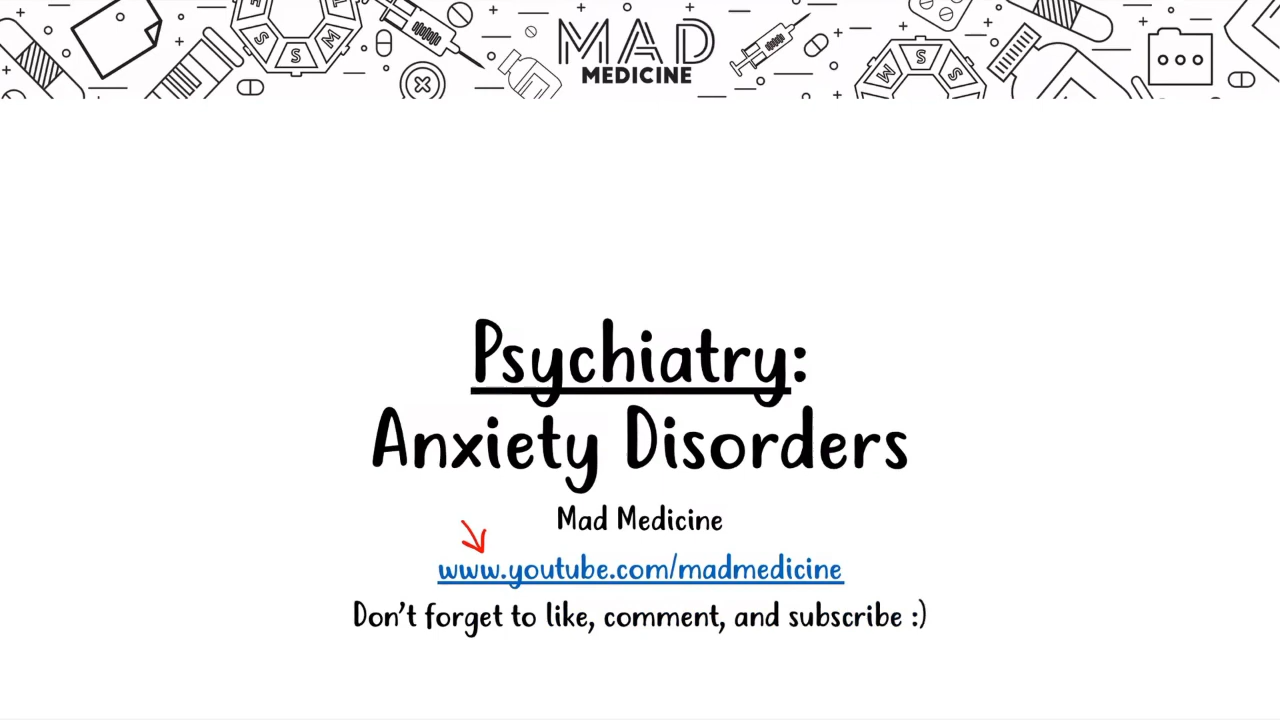 MAD
MEDICINE
Psychiatry:
Anxiety Disorders
Mad Medicine
www.youtube.com/madmedicine
Don't forget to like, comment, and subscribe :)